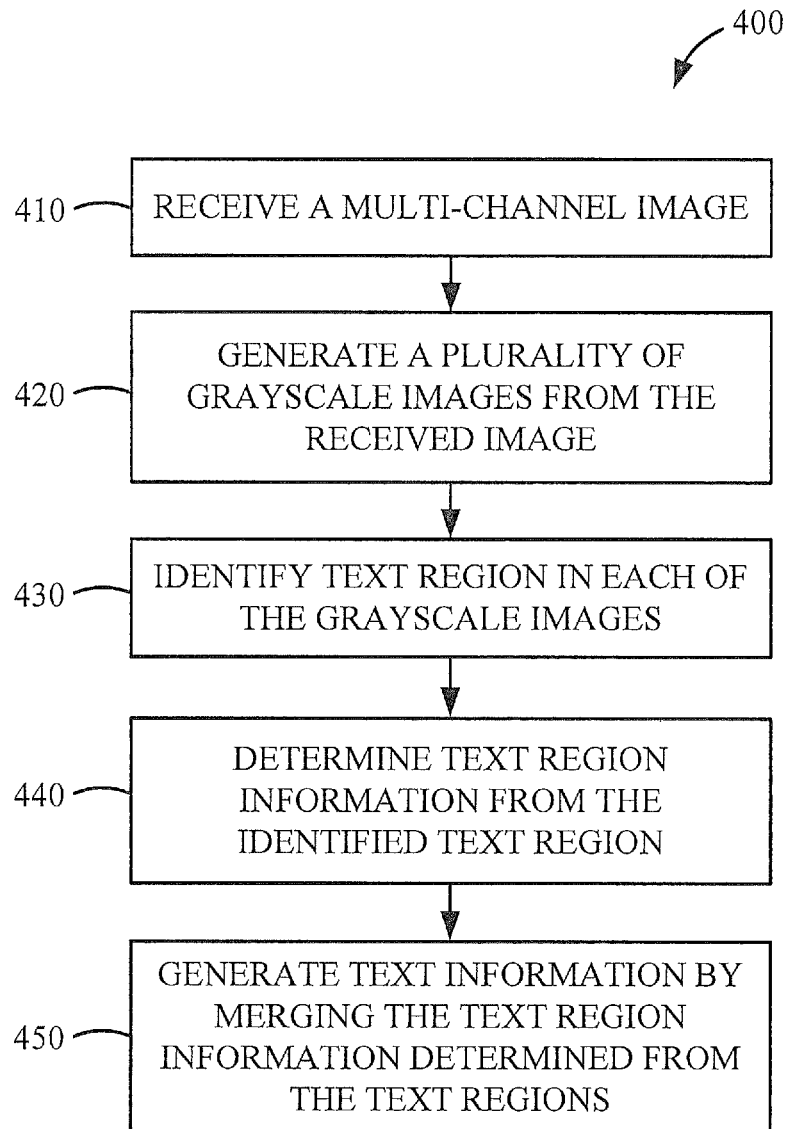 400
410
RECEIVE A MULTI-CHANNEL IMAGE
420
GENERATE A PLURALITY OF
GRAYSCALE IMAGES FROM THE
RECEIVED IMAGE
430
IDENTIFY TEXT REGION IN EACH OF
THE GRAYSCALE IMAGES
440
DETERMINE TEXT REGION
INFORMATION FROM THE
IDENTIFIED TEXT REGION
450
GENERATE TEXT INFORMATION BY
MERGING THE TEXT REGION
INFORMATION DETERMINED FROM
THE TEXT REGIONS